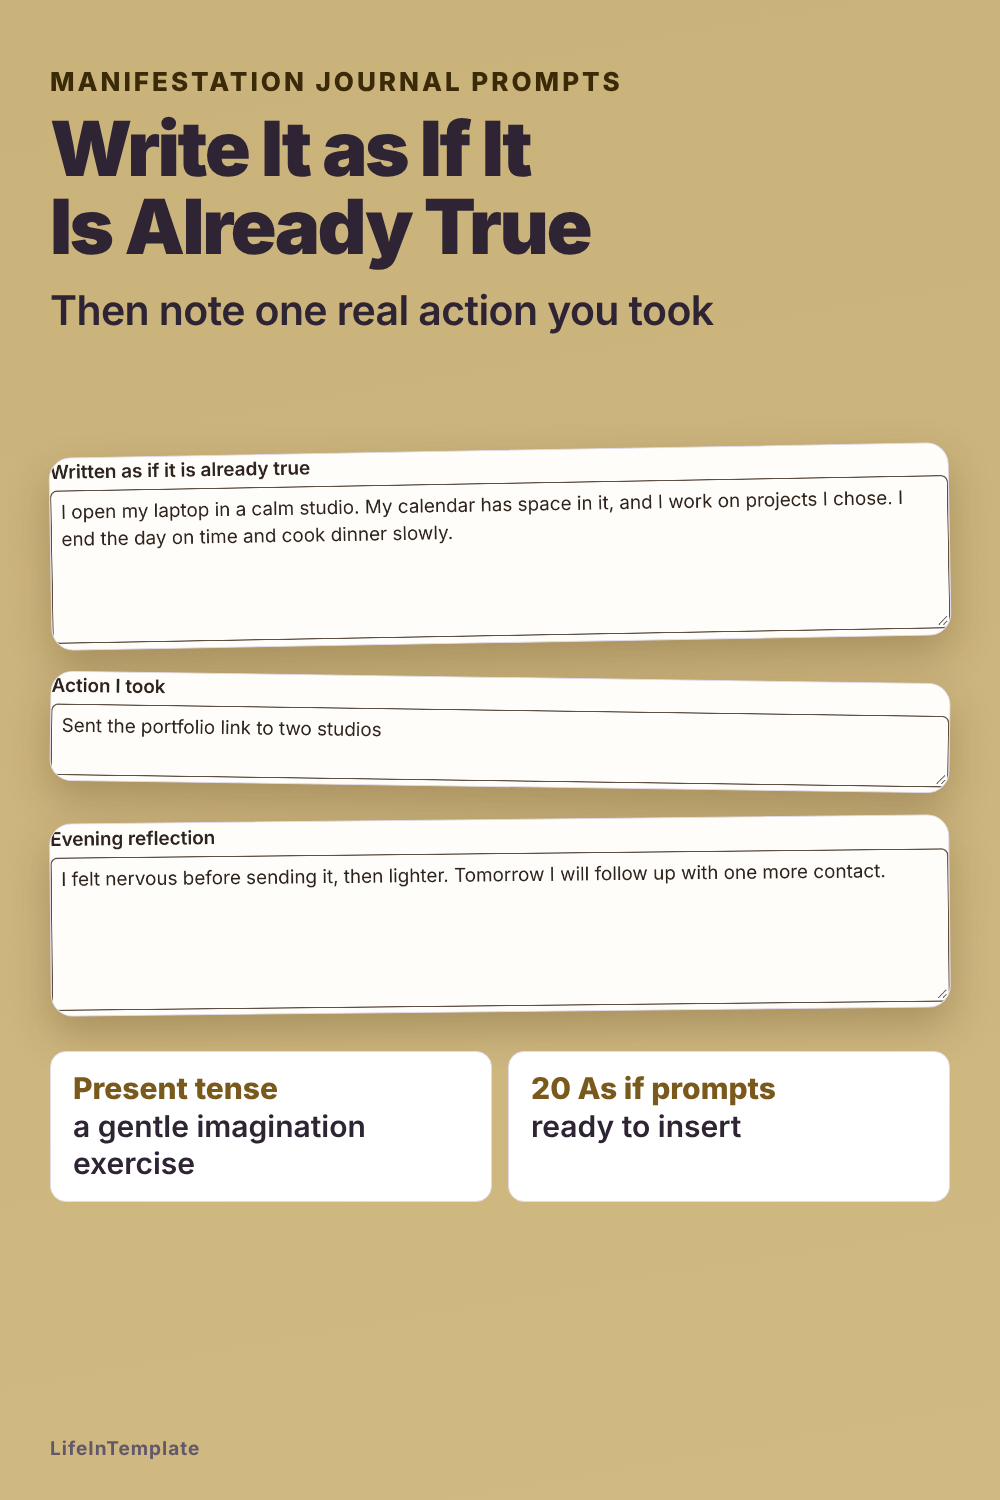 MANIFESTATION JOURNAL PROMPTS
Write It as If It
Is Already True
Then note one real action you took
Written as if it is already true
I open my laptop in a calm studio. My calendar has space in it, and I work on projects I chose. I
end the day on time and cook dinner slowly.
Action I took
Sent the portfolio link to two studios
Evening reflection
I felt nervous before sending it, then lighter. Tomorrow I will follow up with one more contact.
Present tense
a gentle imagination
exercise
20 As if prompts
ready to insert
LifeInTemplate